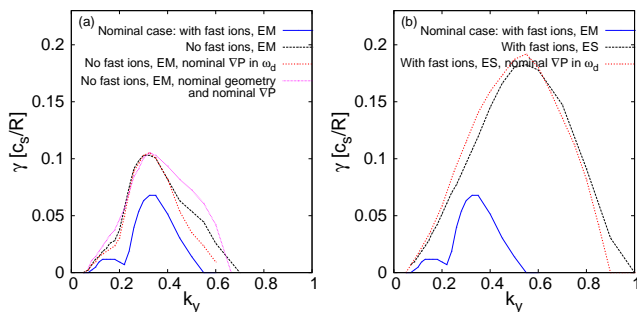 (a)
Nominal case: with fast ions, EM
No fast ions, EM
No fast ions, EM, nominal ∇P in ω_d
No fast ions, EM, nominal geometry
and nominal ∇P
γ [c_s/R]
0.2
0.15
0.1
0.05
0
0 0.2 0.4 0.6 0.8 1
k_y
(b)
Nominal case: with fast ions, EM
With fast ions, ES
With fast ions, ES, nominal ∇P in ω_d
γ [c_s/R]
0.2
0.15
0.1
0.05
0
0 0.2 0.4 0.6 0.8 1
k_y